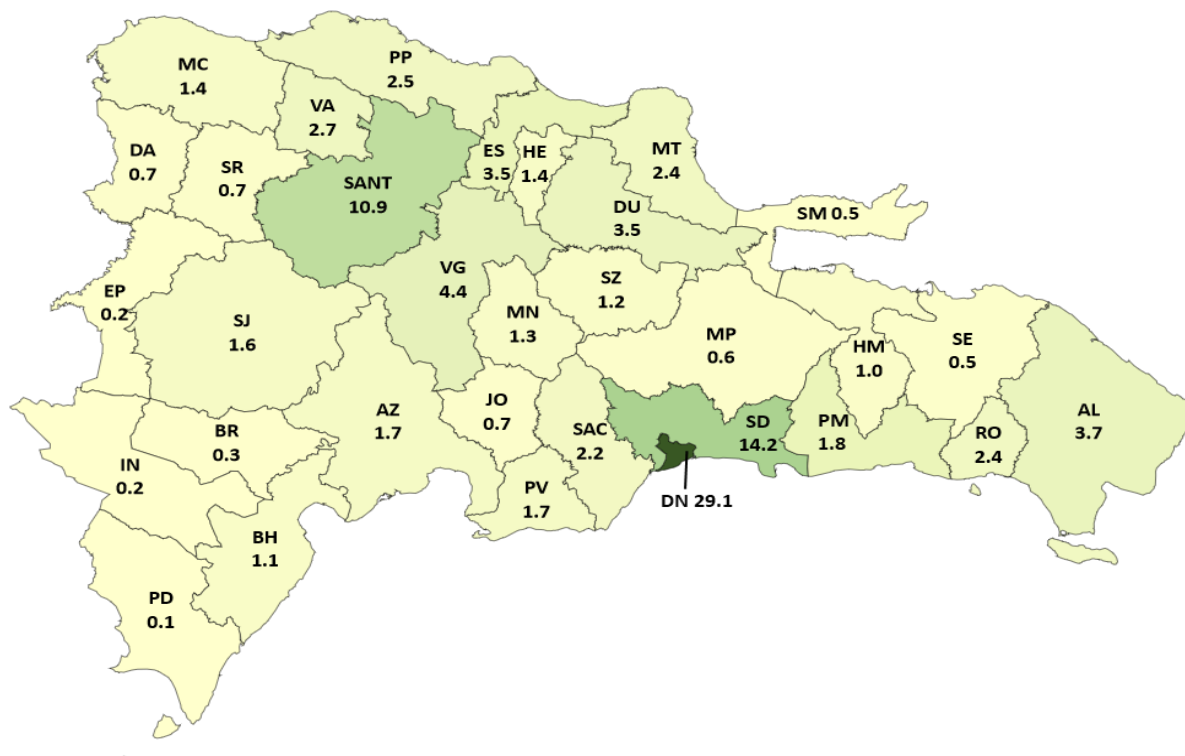 PP
2.5
MC
1.4
VA
2.7
DA
0.7
SR
0.7
SANT
10.9
ES
3.5
HE
1.4
MT
2.4
DU
3.5
SM 0.5
VG
4.4
SZ
1.2
EP
0.2
SJ
1.6
MN
1.3
MP
0.6
HM
1.0
SE
0.5
AZ
1.7
JO
0.7
SAC
2.2
SD
14.2
PM
1.8
RO
2.4
AL
3.7
BR
0.3
IN
0.2
PV
1.7
DN 29.1
BH
1.1
PD
0.1